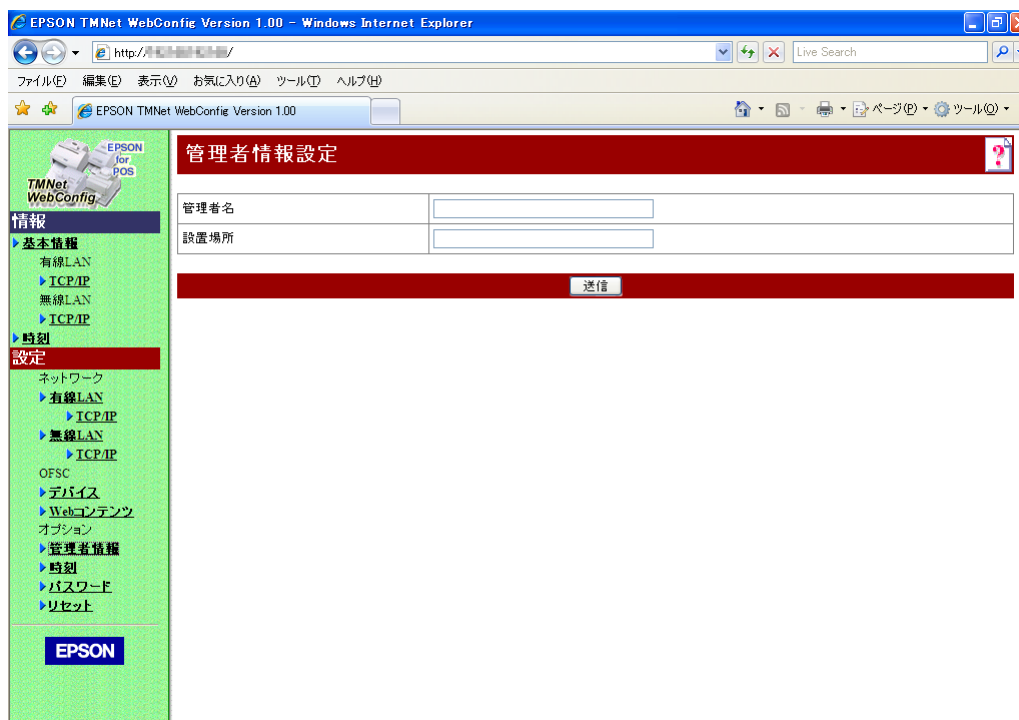 EPSON TMNet WebConfig Version 1.00 - Windows Internet Explorer
http:// /
Live Search
ファイル(F) 編集(E) 表示(V) お気に入り(A) ツール(T) ヘルプ(H)
EPSON TMNet WebConfig Version 1.00
ページ(P) ツール(O)
EPSON
for
POS
TMNet
WebConfig
管理者情報設定
?
管理者名
設置場所
送信
情報
基本情報
有線LAN
TCP/IP
無線LAN
TCP/IP
時刻
設定
ネットワーク
有線LAN
TCP/IP
無線LAN
TCP/IP
OFSC
デバイス
Webコンテンツ
オプション
管理者情報
時刻
パスワード
リセット
EPSON